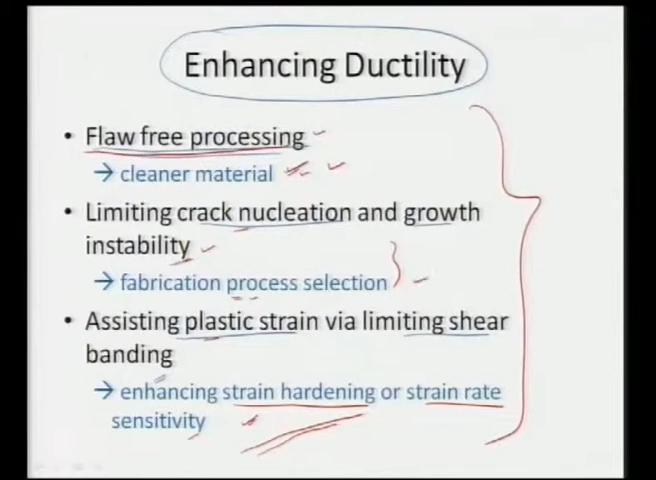 Enhancing Ductility
• Flaw free processing
→ cleaner material
• Limiting crack nucleation and growth
instability
→ fabrication process selection
• Assisting plastic strain via limiting shear
banding
→ enhancing strain hardening or strain rate
sensitivity